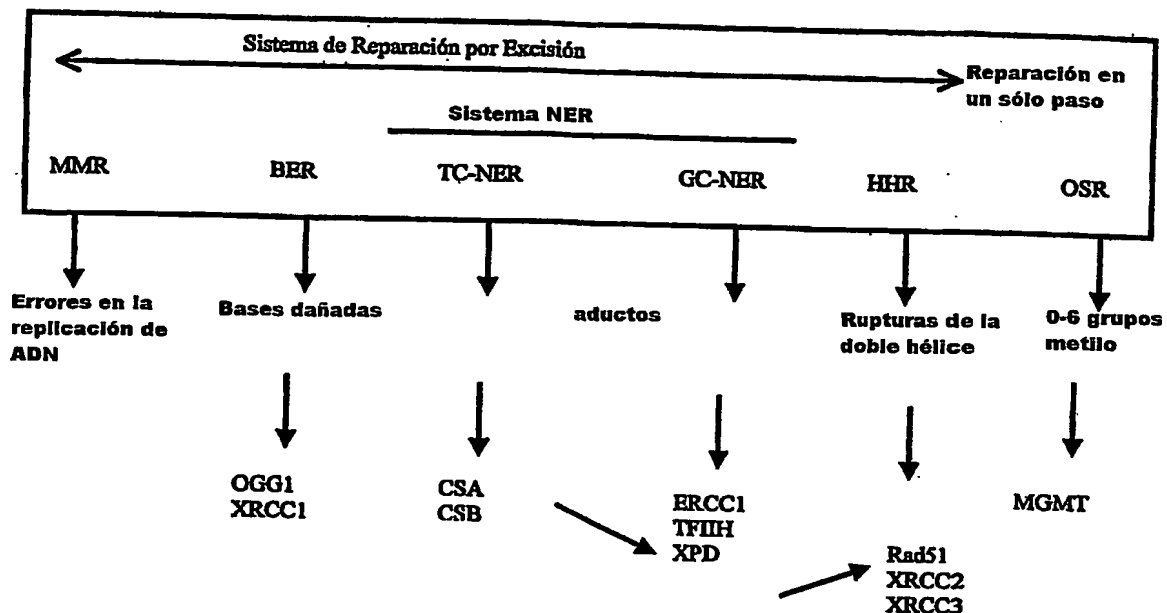 Sistema de Reparación por Excisión
Reparación en
un sólo paso
Sistema NER
MMR
BER
TC-NER
GC-NER
HHR
OSR
Errores en la
replicación de
ADN
Bases dañadas
aductos
Rupturas de la
doble hélice
0-6 grupos
metilo
OGG1
XRCC1
CSA
CSB
ERCC1
TFIIH
XPD
MGMT
Rad51
XRCC2
XRCC3